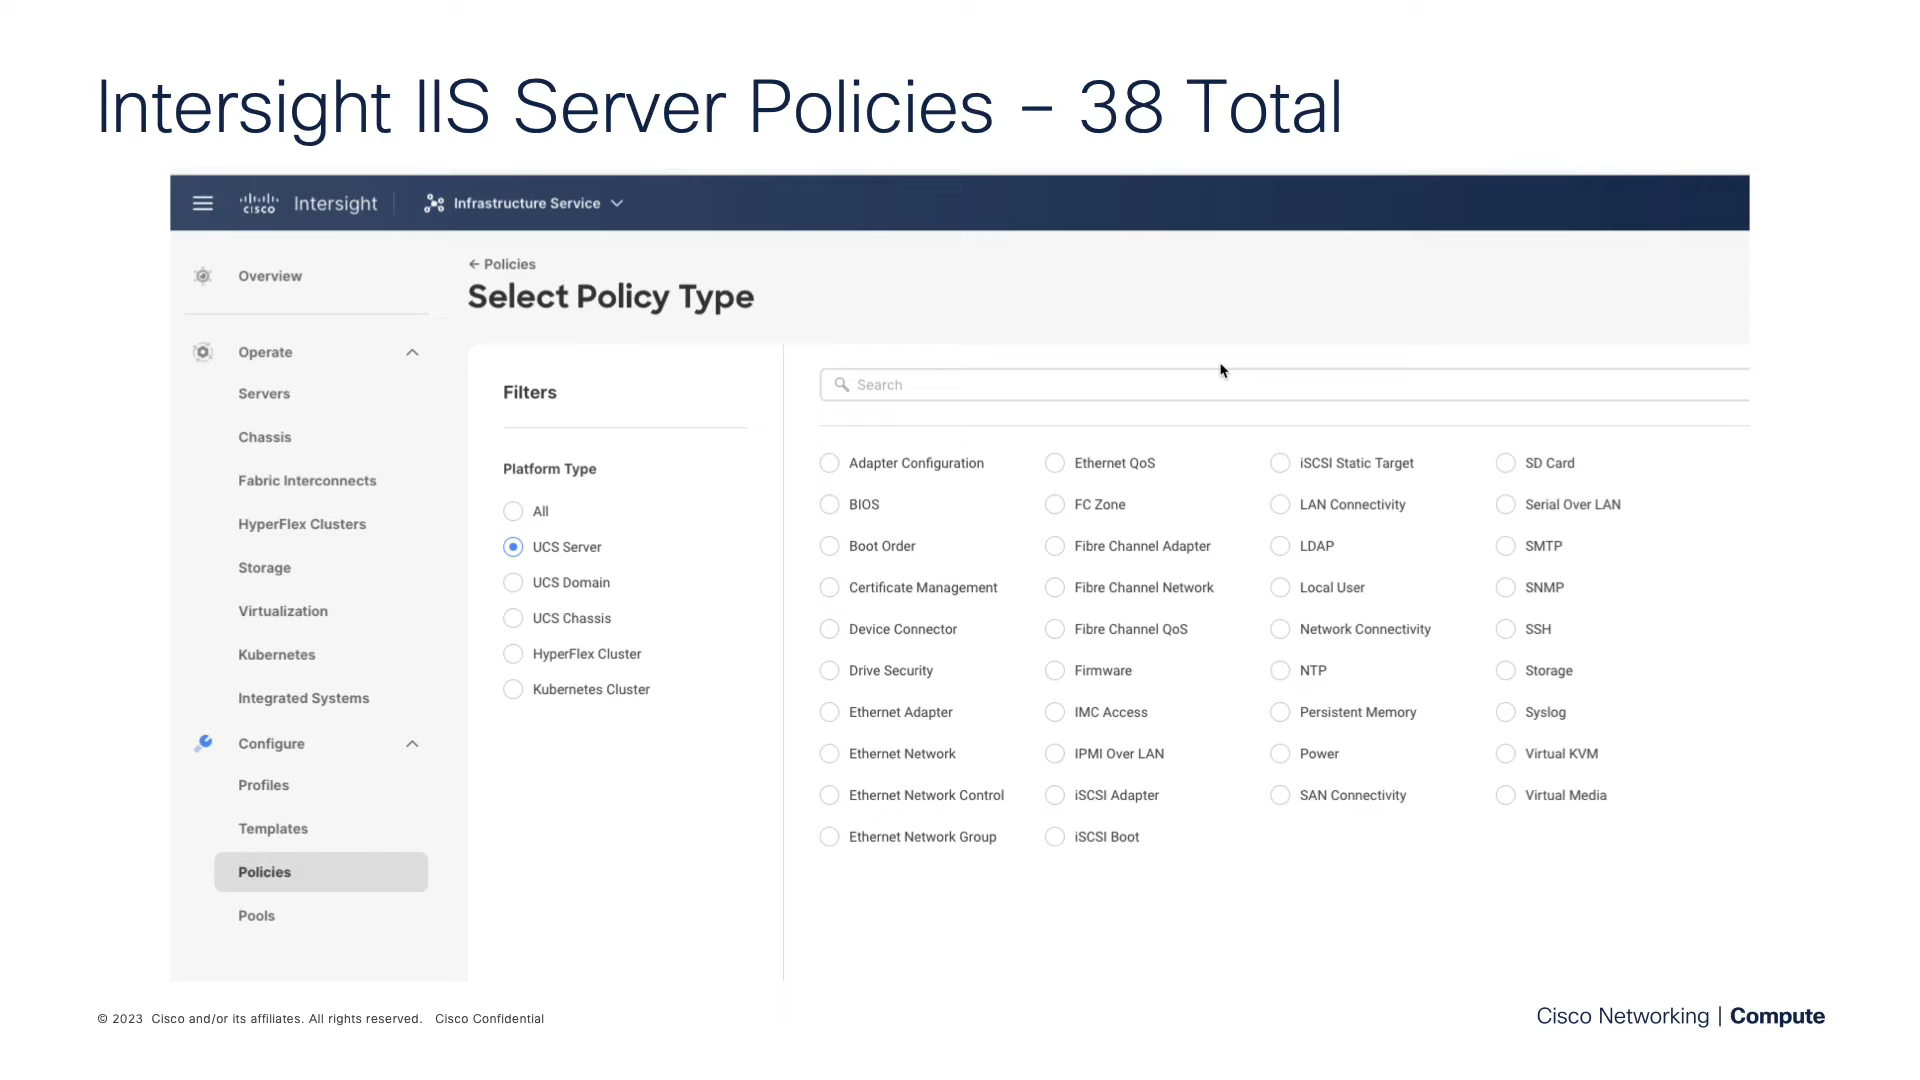 Intersight IIS Server Policies – 38 Total
cisco Intersight Infrastructure Service
Overview
Operate
Servers
Chassis
Fabric Interconnects
HyperFlex Clusters
Storage
Virtualization
Kubernetes
Integrated Systems
Configure
Profiles
Templates
Policies
Pools
← Policies
Select Policy Type
Filters
Platform Type
All
UCS Server
UCS Domain
UCS Chassis
HyperFlex Cluster
Kubernetes Cluster
Search
Adapter Configuration
BIOS
Boot Order
Certificate Management
Device Connector
Drive Security
Ethernet Adapter
Ethernet Network
Ethernet Network Control
Ethernet Network Group
Ethernet QoS
FC Zone
Fibre Channel Adapter
Fibre Channel Network
Fibre Channel QoS
Firmware
IMC Access
IPMI Over LAN
iSCSI Adapter
iSCSI Boot
iSCSI Static Target
LAN Connectivity
LDAP
Local User
Network Connectivity
NTP
Persistent Memory
Power
SAN Connectivity
SD Card
Serial Over LAN
SMTP
SNMP
SSH
Storage
Syslog
Virtual KVM
Virtual Media
© 2023 Cisco and/or its affiliates. All rights reserved. Cisco Confidential
Cisco Networking | Compute